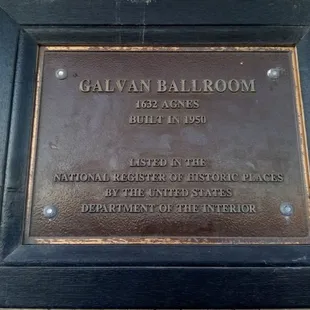 GALVAN BALLROOM
1632 AGNES
BUILT IN 1950
LISTED IN THE
NATIONAL REGISTER OF HISTORIC PLACES
BY THE UNITED STATES
DEPARTMENT OF THE INTERIOR